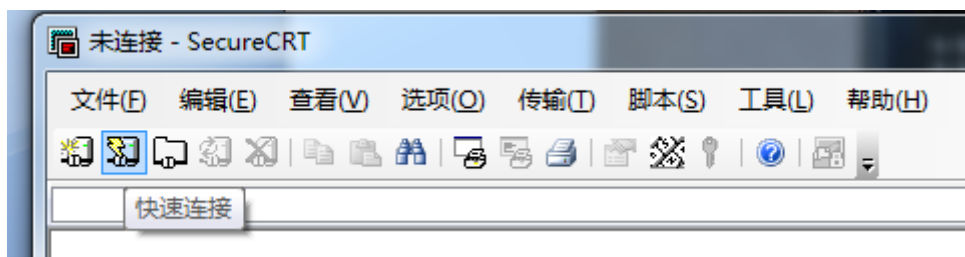 未连接 - SecureCRT
文件(F) 编辑(E) 查看(V) 选项(O) 传输(T) 脚本(S) 工具(L) 帮助(H)
快速连接